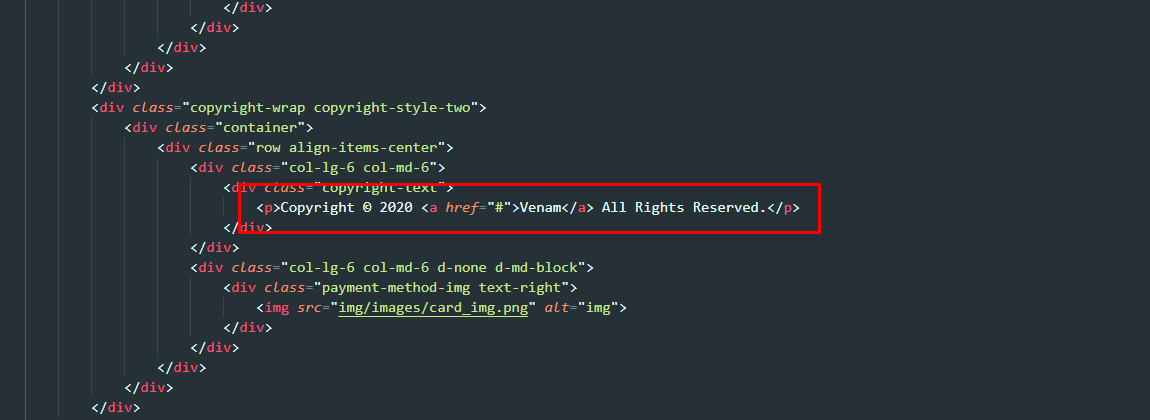 </div>
</div>
</div>
</div>
</div>
<div class="copyright-wrap copyright-style-two">
<div class="container">
<div class="row align-items-center">
<div class="col-lg-6 col-md-6">
<div class="copyright-text">
<p>Copyright © 2020 <a href="#">Venam</a> All Rights Reserved.</p>
</div>
</div>
<div class="col-lg-6 col-md-6 d-none d-md-block">
<div class="payment-method-img text-right">
<img src="img/images/card_img.png" alt="img">
</div>
</div>
</div>
</div>
</div>